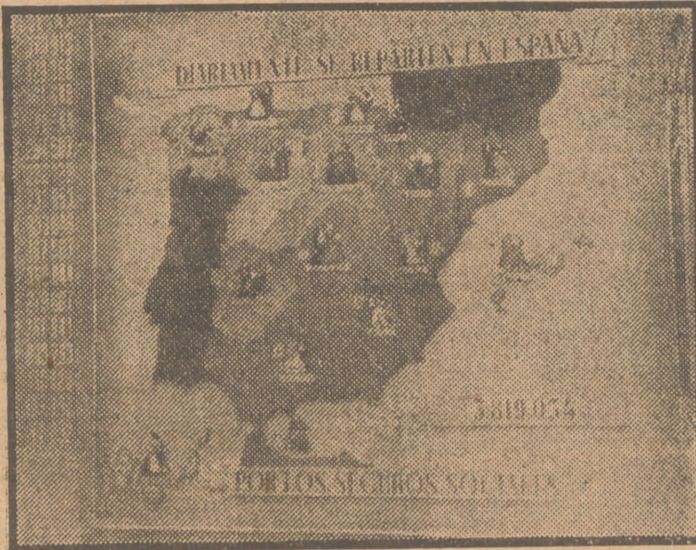 DIARIAMENTE SE REPARTEN EN ESPAÑA
3.819.054
POR LOS SEGUROS SOCIALES